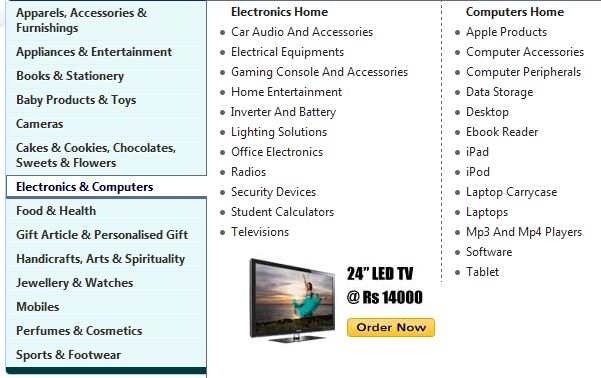 Apparels, Accessories &
Furnishings
Appliances & Entertainment
Books & Stationery
Baby Products & Toys
Cameras
Cakes & Cookies, Chocolates,
Sweets & Flowers
Electronics & Computers
Food & Health
Gift Article & Personalised Gift
Handicrafts, Arts & Spirituality
Jewellery & Watches
Mobiles
Perfumes & Cosmetics
Sports & Footwear
Electronics Home
Car Audio And Accessories
Electrical Equipments
Gaming Console And Accessories
Home Entertainment
Inverter And Battery
Lighting Solutions
Office Electronics
Radios
Security Devices
Student Calculators
Televisions
24” LED TV
@ Rs 14000
Order Now
Computers Home
Apple Products
Computer Accessories
Computer Peripherals
Data Storage
Desktop
Ebook Reader
iPad
iPod
Laptop Carrycase
Laptops
Mp3 And Mp4 Players
Software
Tablet